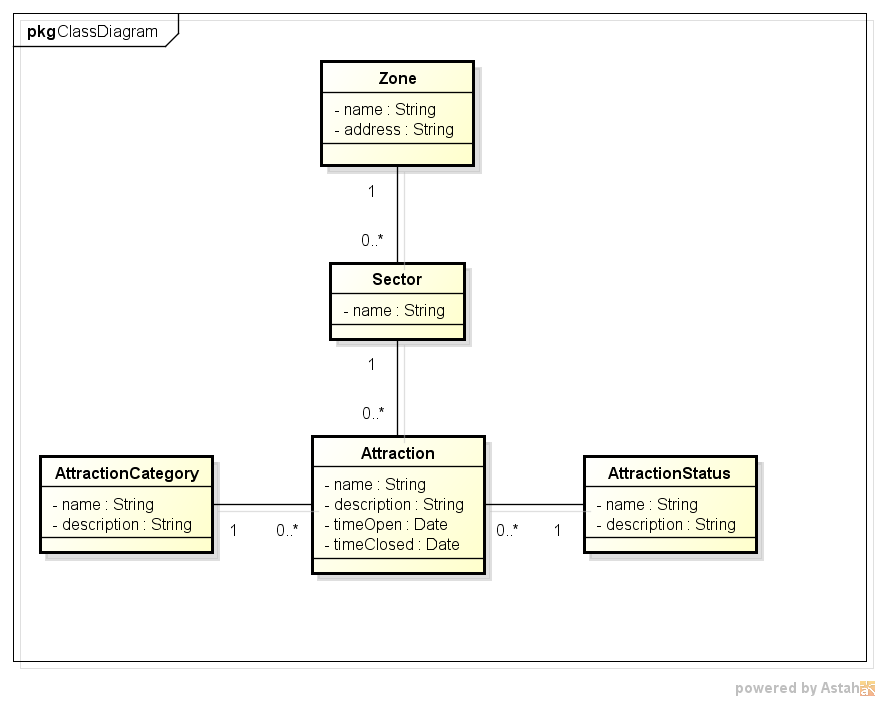 pkg ClassDiagram
Zone
- name : String
- address : String
1
0..*
Sector
- name : String
1
0..*
AttractionCategory
- name : String
- description : String
1
0..*
Attraction
- name : String
- description : String
- timeOpen : Date
- timeClosed : Date
0..*
1
AttractionStatus
- name : String
- description : String
powered by Astah